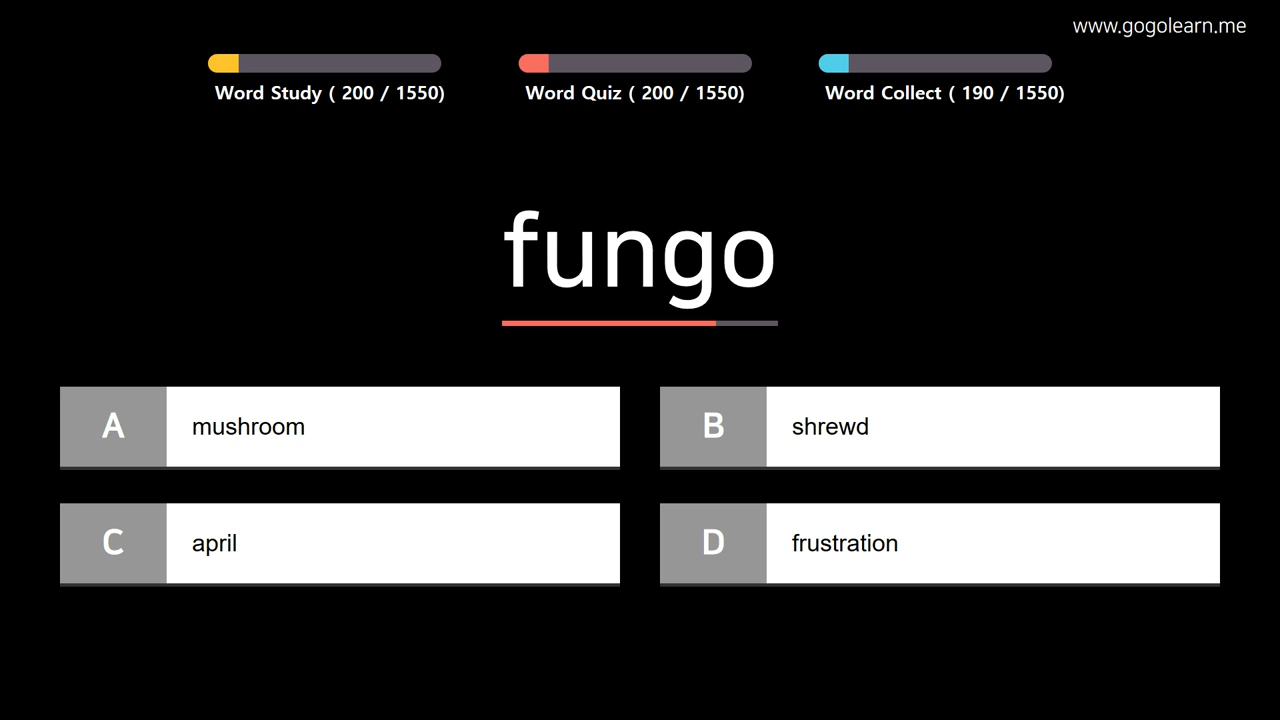 www.gogolearn.me
Word Study ( 200 / 1550)
Word Quiz ( 200 / 1550)
Word Collect ( 190 / 1550)
fungo
A
mushroom
B
shrewd
C
april
D
frustration